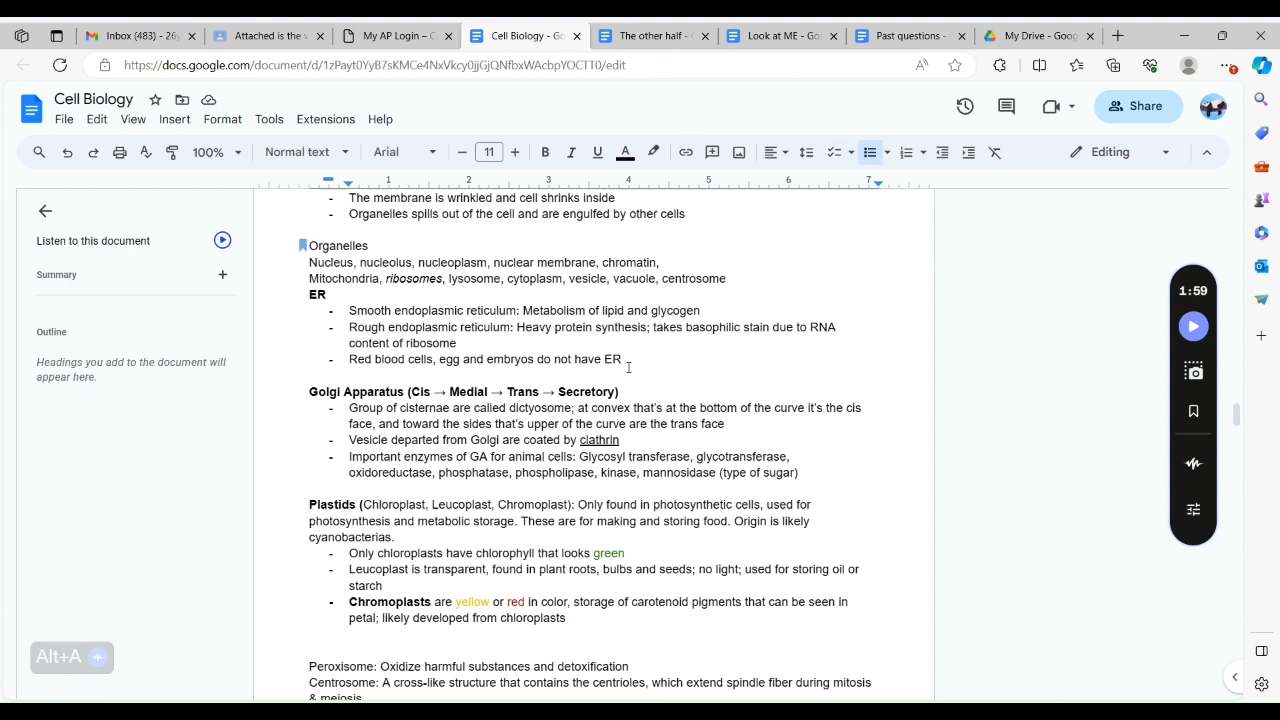 Inbox (483) - 26
Attached is the v
My AP Login - C
Cell Biology - Go
The other half -
Look at ME - Go
Past questions -
My Drive - Goog
https://docs.google.com/document/d/1zPayt0YyB7sKMCe4NxVkcy0jjGjQNfbxWAcbpYOCTT0/edit
Cell Biology
File Edit View Insert Format Tools Extensions Help
Share
100% Normal text Arial 11 Editing
1 2 3 4 5 6 7
- The membrane is wrinkled and cell shrinks inside
- Organelles spills out of the cell and are engulfed by other cells
Listen to this document
Summary
Outline
Headings you add to the document will
appear here.
Organelles
Nucleus, nucleolus, nucleoplasm, nuclear membrane, chromatin,
Mitochondria, ribosomes, lysosome, cytoplasm, vesicle, vacuole, centrosome
ER
- Smooth endoplasmic reticulum: Metabolism of lipid and glycogen
- Rough endoplasmic reticulum: Heavy protein synthesis; takes basophilic stain due to RNA
content of ribosome
- Red blood cells, egg and embryos do not have ER
Golgi Apparatus (Cis → Medial → Trans → Secretory)
- Group of cisternae are called dictyosome; at convex that's at the bottom of the curve it's the cis
face, and toward the sides that's upper of the curve are the trans face
- Vesicle departed from Golgi are coated by clathrin
- Important enzymes of GA for animal cells: Glycosyl transferase, glycotransferase,
oxidoreductase, phosphatase, phospholipase, kinase, mannosidase (type of sugar)
Plastids (Chloroplast, Leucoplast, Chromoplast): Only found in photosynthetic cells, used for
photosynthesis and metabolic storage. These are for making and storing food. Origin is likely
cyanobacterias.
- Only chloroplasts have chlorophyll that looks green
- Leucoplast is transparent, found in plant roots, bulbs and seeds; no light; used for storing oil or
starch
- Chromoplasts are yellow or red in color, storage of carotenoid pigments that can be seen in
petal; likely developed from chloroplasts
Peroxisome: Oxidize harmful substances and detoxification
Centrosome: A cross-like structure that contains the centrioles, which extend spindle fiber during mitosis
& meiosis
1:59
Alt+A